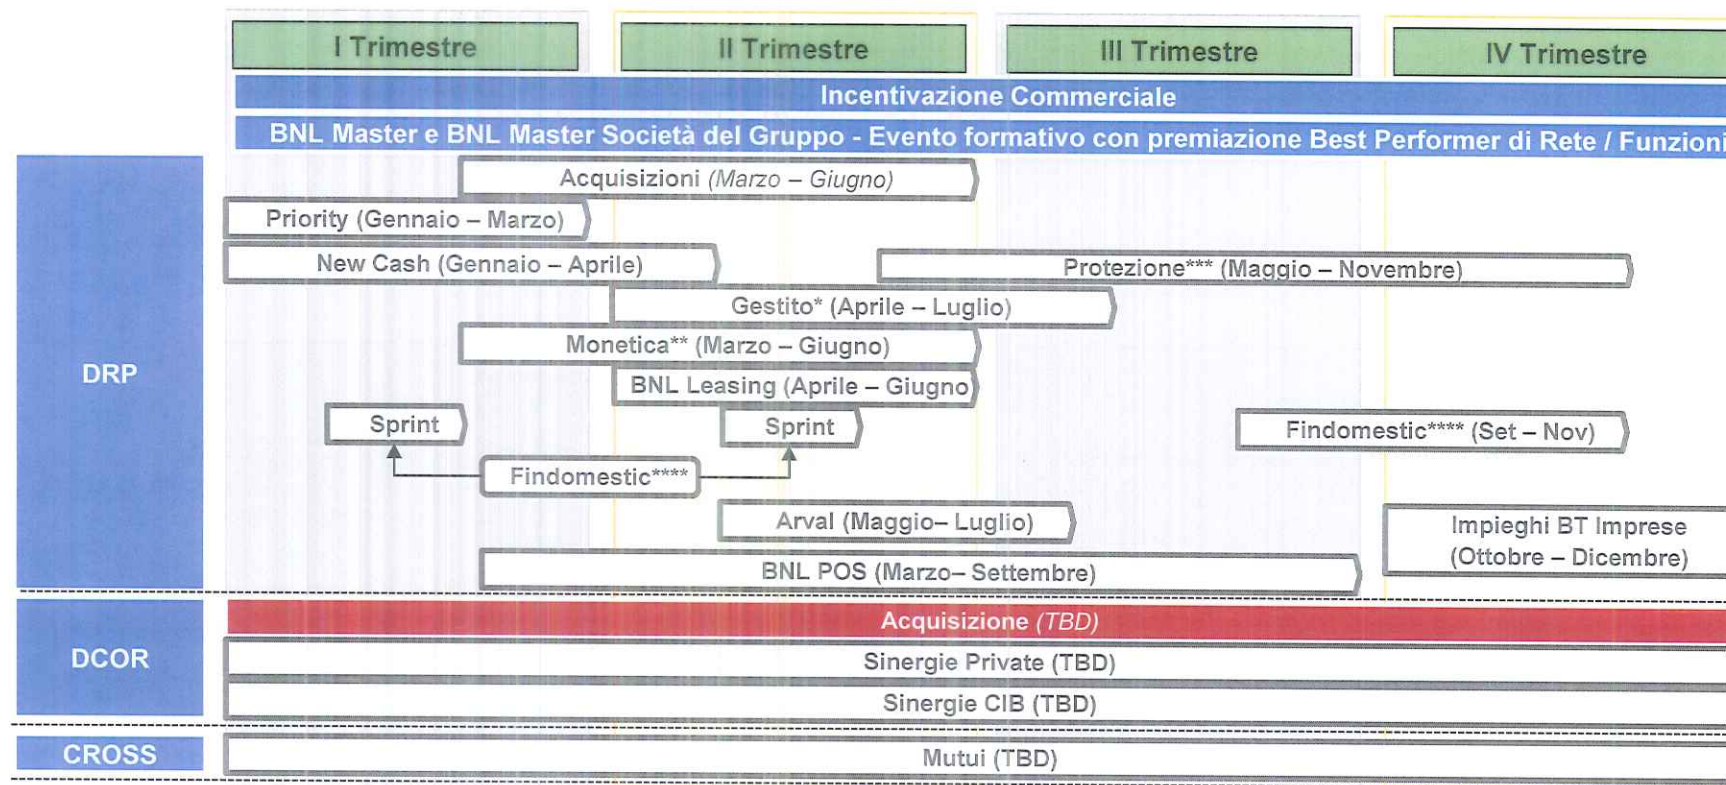 I Trimestre
II Trimestre
III Trimestre
IV Trimestre
Incentivazione Commerciale
BNL Master e BNL Master Società del Gruppo - Evento formativo con premiazione Best Performer di Rete / Funzioni
DRP
Acquisizioni (Marzo – Giugno)
Priority (Gennaio – Marzo)
New Cash (Gennaio – Aprile)
Protezione*** (Maggio – Novembre)
Gestito* (Aprile – Luglio)
Monetica** (Marzo – Giugno)
BNL Leasing (Aprile – Giugno
Sprint
Sprint
Findomestic**** (Set – Nov)
Findomestic****
Arval (Maggio– Luglio)
Impieghi BT Imprese
(Ottobre – Dicembre)
BNL POS (Marzo– Settembre)
DCOR
Acquisizione (TBD)
Sinergie Private (TBD)
Sinergie CIB (TBD)
CROSS
Mutui (TBD)